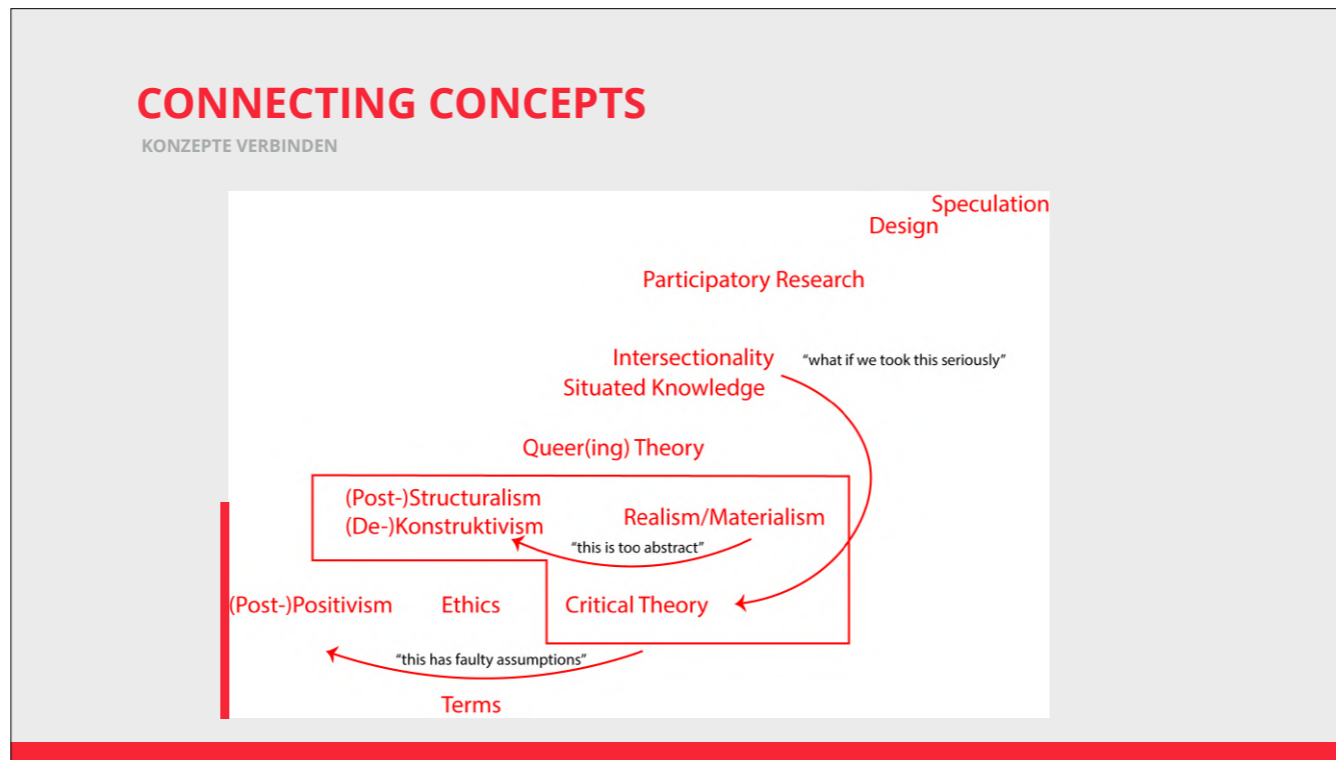 CONNECTING CONCEPTS
KONZEPTE VERBINDEN
Speculation
Design
Participatory Research
Intersectionality
“what if we took this seriously”
Situated Knowledge
Queer(ing) Theory
(Post-)Structuralism
(De-)Konstruktivism
Realism/Materialism
“this is too abstract”
(Post-)Positivism
Ethics
Critical Theory
“this has faulty assumptions”
Terms